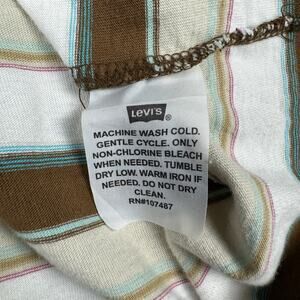 Levi's®
MACHINE WASH COLD.
GENTLE CYCLE. ONLY
NON-CHLORINE BLEACH
WHEN NEEDED. TUMBLE
DRY LOW. WARM IRON IF
NEEDED. DO NOT DRY
CLEAN.
RN#107487